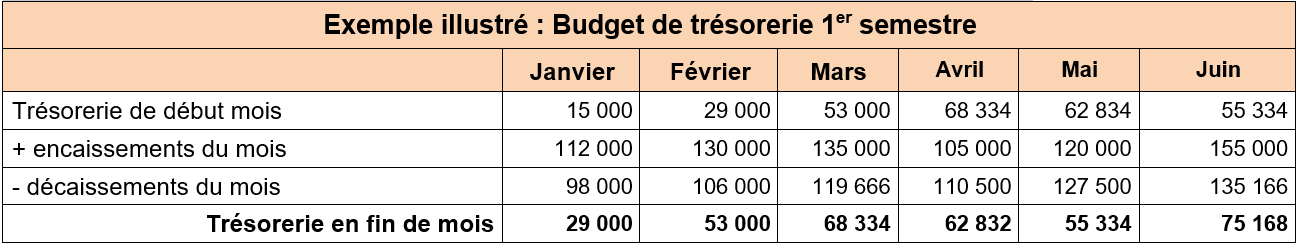 Exemple illustré : Budget de trésorerie 1er semestre
Janvier Février Mars Avril Mai Juin
Trésorerie de début mois 15 000 29 000 53 000 68 334 62 834 55 334
+ encaissements du mois 112 000 130 000 135 000 105 000 120 000 155 000
- décaissements du mois 98 000 106 000 119 666 110 500 127 500 135 166
Trésorerie en fin de mois 29 000 53 000 68 334 62 832 55 334 75 168